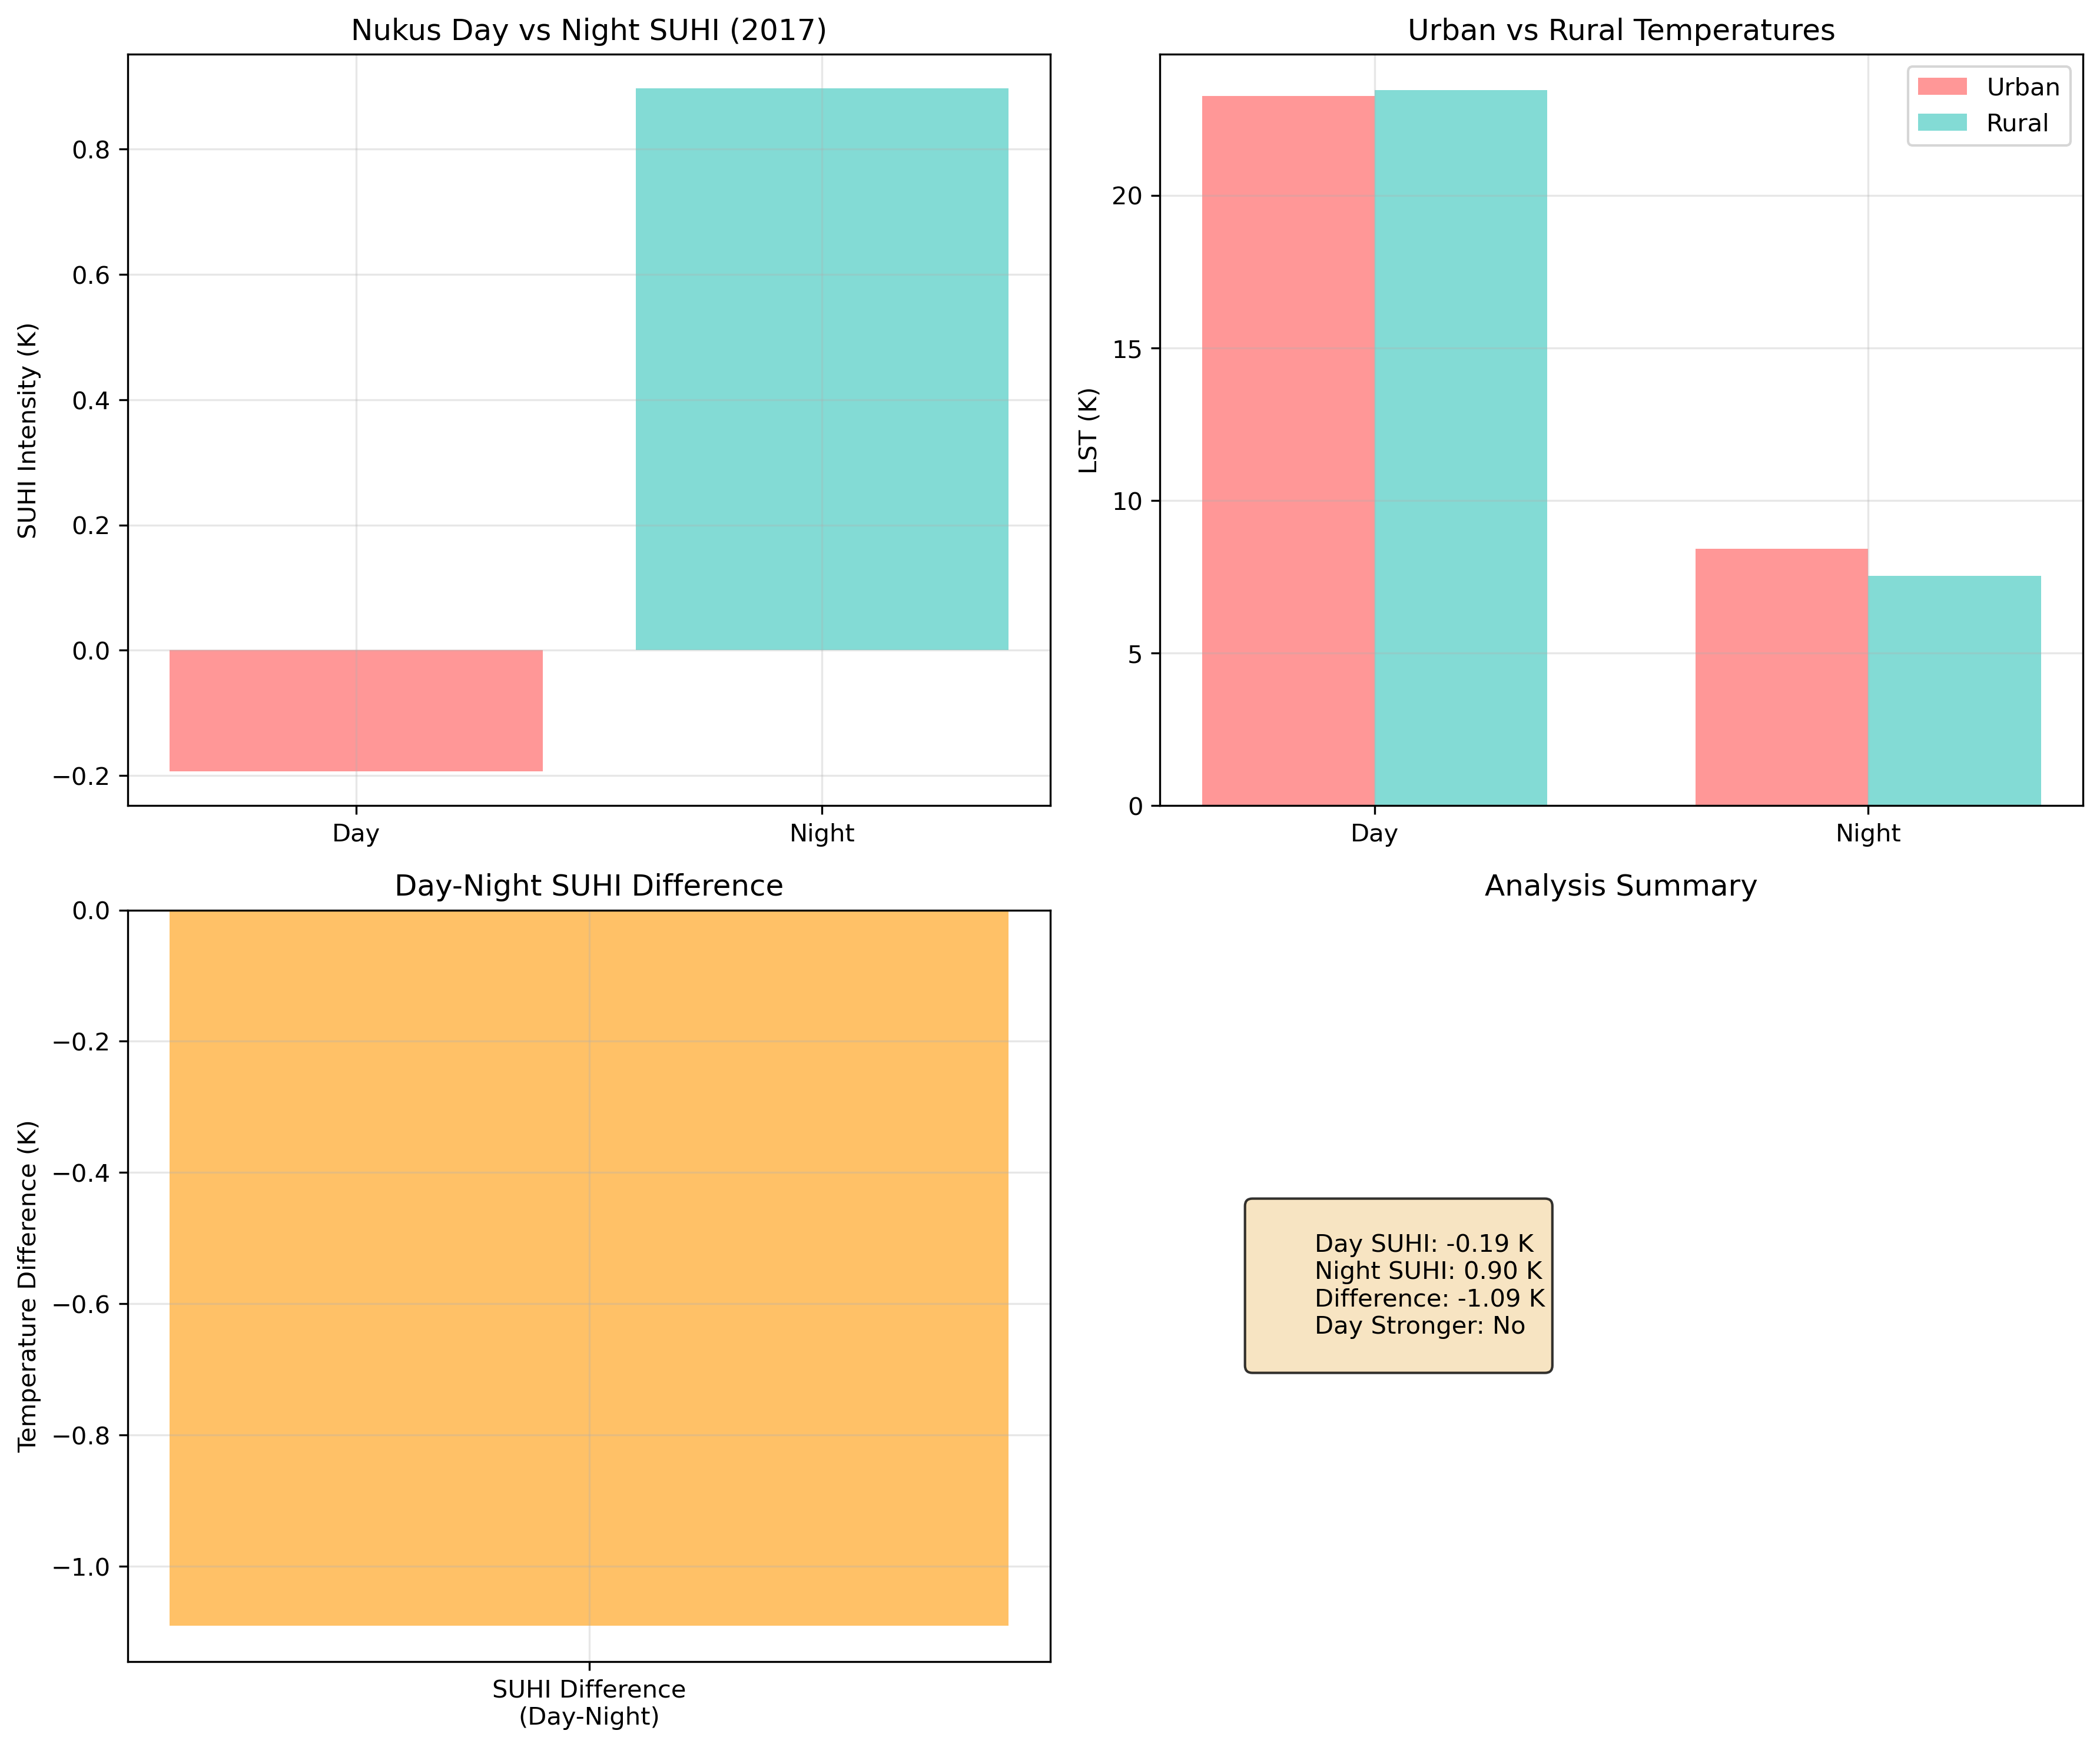 Nukus Day vs Night SUHI (2017)
SUHI Intensity (K)
0.8
0.6
0.4
0.2
0.0
−0.2
Day
Night
Urban vs Rural Temperatures
LST (K)
20
15
10
5
0
Day
Night
Urban
Rural
Day-Night SUHI Difference
Temperature Difference (K)
0.0
−0.2
−0.4
−0.6
−0.8
−1.0
SUHI Difference
(Day-Night)
Analysis Summary
Day SUHI: -0.19 K
Night SUHI: 0.90 K
Difference: -1.09 K
Day Stronger: No